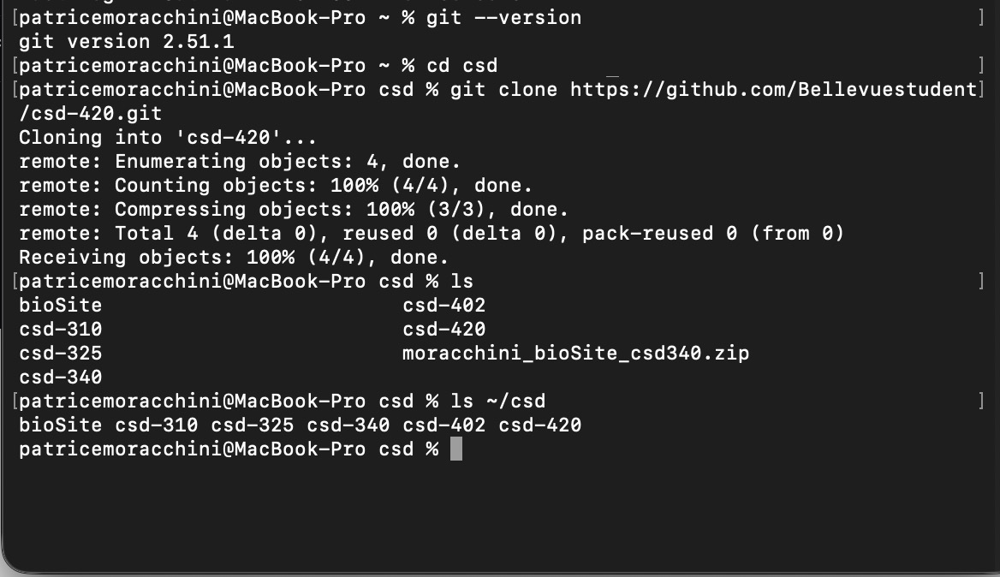 [patricemoracchini@MacBook-Pro ~ % git --version ]
git version 2.51.1
[patricemoracchini@MacBook-Pro ~ % cd csd ]
[patricemoracchini@MacBook-Pro csd % git clone https://github.com/Bellevuestudent]
/csd-420.git
Cloning into 'csd-420'...
remote: Enumerating objects: 4, done.
remote: Counting objects: 100% (4/4), done.
remote: Compressing objects: 100% (3/3), done.
remote: Total 4 (delta 0), reused 0 (delta 0), pack-reused 0 (from 0)
Receiving objects: 100% (4/4), done.
[patricemoracchini@MacBook-Pro csd % ls ]
bioSite csd-402
csd-310 csd-420
csd-325 moracchini_bioSite_csd340.zip
csd-340
[patricemoracchini@MacBook-Pro csd % ls ~/csd ]
bioSite csd-310 csd-325 csd-340 csd-402 csd-420
patricemoracchini@MacBook-Pro csd %